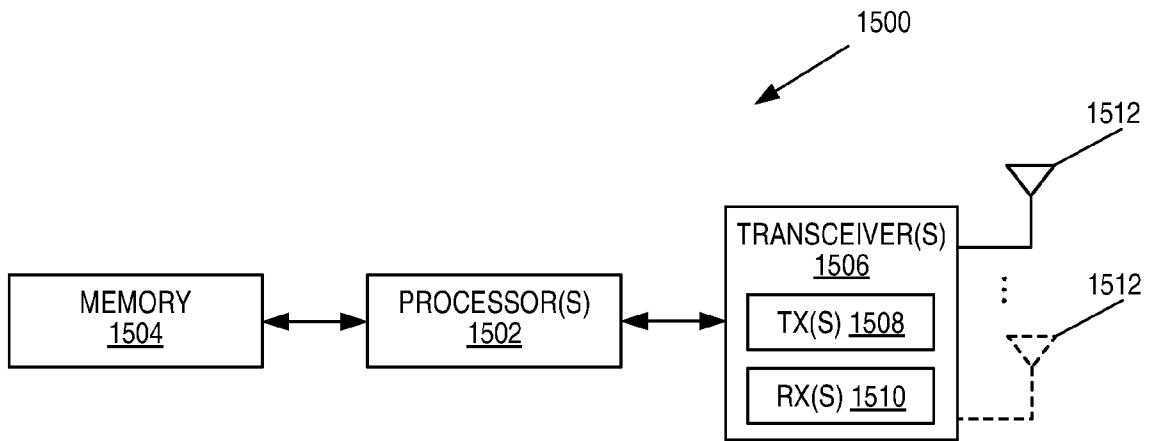 1500
1512
TRANSCEIVER(S)
1506
MEMORY
1504
PROCESSOR(S)
1502
TX(S) 1508
RX(S) 1510
1512